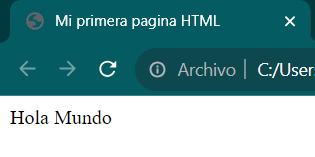 Mi primera pagina HTML
Archivo C:/User
Hola Mundo